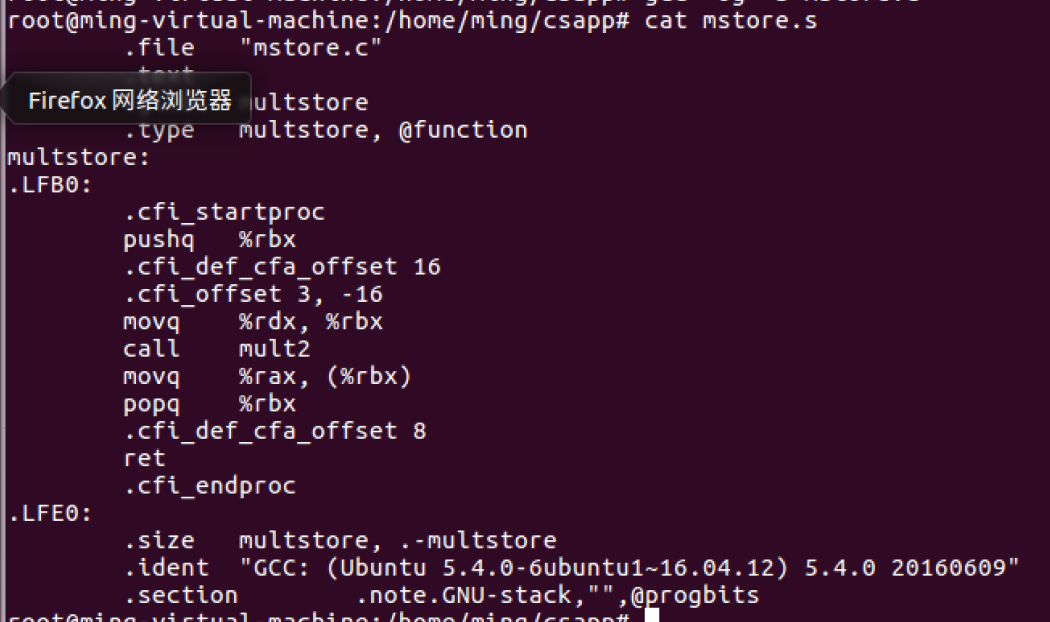 root@ming-virtual-machine:/home/ming/csapp# cat mstore.s
.file "mstore.c"
.text
Firefox 网络浏览器
multstore
.type multstore, @function
multstore:
.LFB0:
.cfi_startproc
pushq %rbx
.cfi_def_cfa_offset 16
.cfi_offset 3, -16
movq %rdx, %rbx
call mult2
movq %rax, (%rbx)
popq %rbx
.cfi_def_cfa_offset 8
ret
.cfi_endproc
.LFE0:
.size multstore, .-multstore
.ident "GCC: (Ubuntu 5.4.0-6ubuntu1~16.04.12) 5.4.0 20160609"
.section .note.GNU-stack,"",@progbits
root@ming-virtual-machine:/home/ming/csapp#